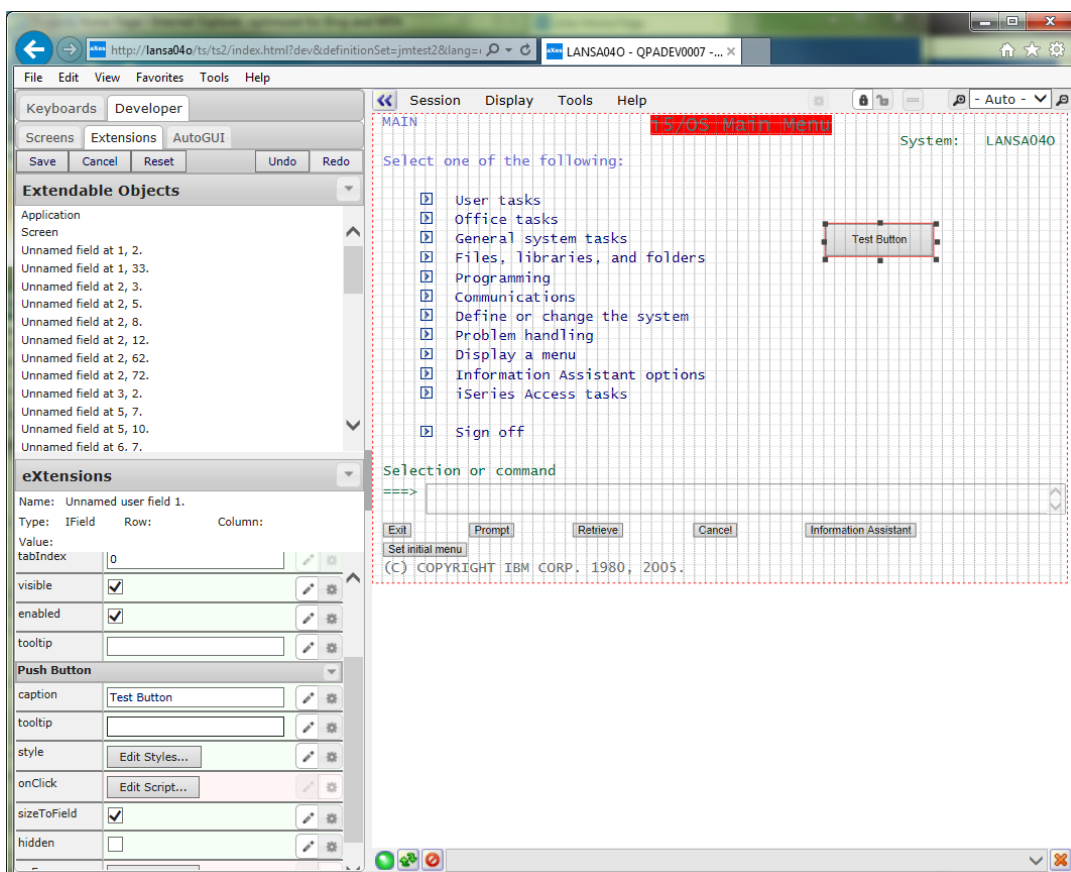 http://lansa04o/ts/ts2/index.html?dev&definitionSet=jmtest2&lang=
LANSA04O - QPADEV0007 -...
File Edit View Favorites Tools Help
Keyboards Developer
Screens Extensions AutoGUI
Save Cancel Reset Undo Redo
Extendable Objects
Application
Screen
Unnamed field at 1, 2.
Unnamed field at 1, 33.
Unnamed field at 2, 3.
Unnamed field at 2, 5.
Unnamed field at 2, 8.
Unnamed field at 2, 12.
Unnamed field at 2, 62.
Unnamed field at 2, 72.
Unnamed field at 3, 2.
Unnamed field at 5, 7.
Unnamed field at 5, 10.
Unnamed field at 6, 7.
eXtensions
Name: Unnamed user field 1.
Type: IField Row: Column:
Value:
tabIndex 0
visible
enabled
tooltip
Push Button
caption Test Button
tooltip
style Edit Styles...
onClick Edit Script...
sizeToField
hidden
Session Display Tools Help - Auto -
MAIN i5/OS Main Menu
System: LANSA04O
Select one of the following:
User tasks
Office tasks
General system tasks
Files, libraries, and folders
Programming
Communications
Define or change the system
Problem handling
Display a menu
Information Assistant options
iSeries Access tasks
Sign off
Test Button
Selection or command
===>
Exit Prompt Retrieve Cancel Information Assistant
Set initial menu
(C) COPYRIGHT IBM CORP. 1980, 2005.